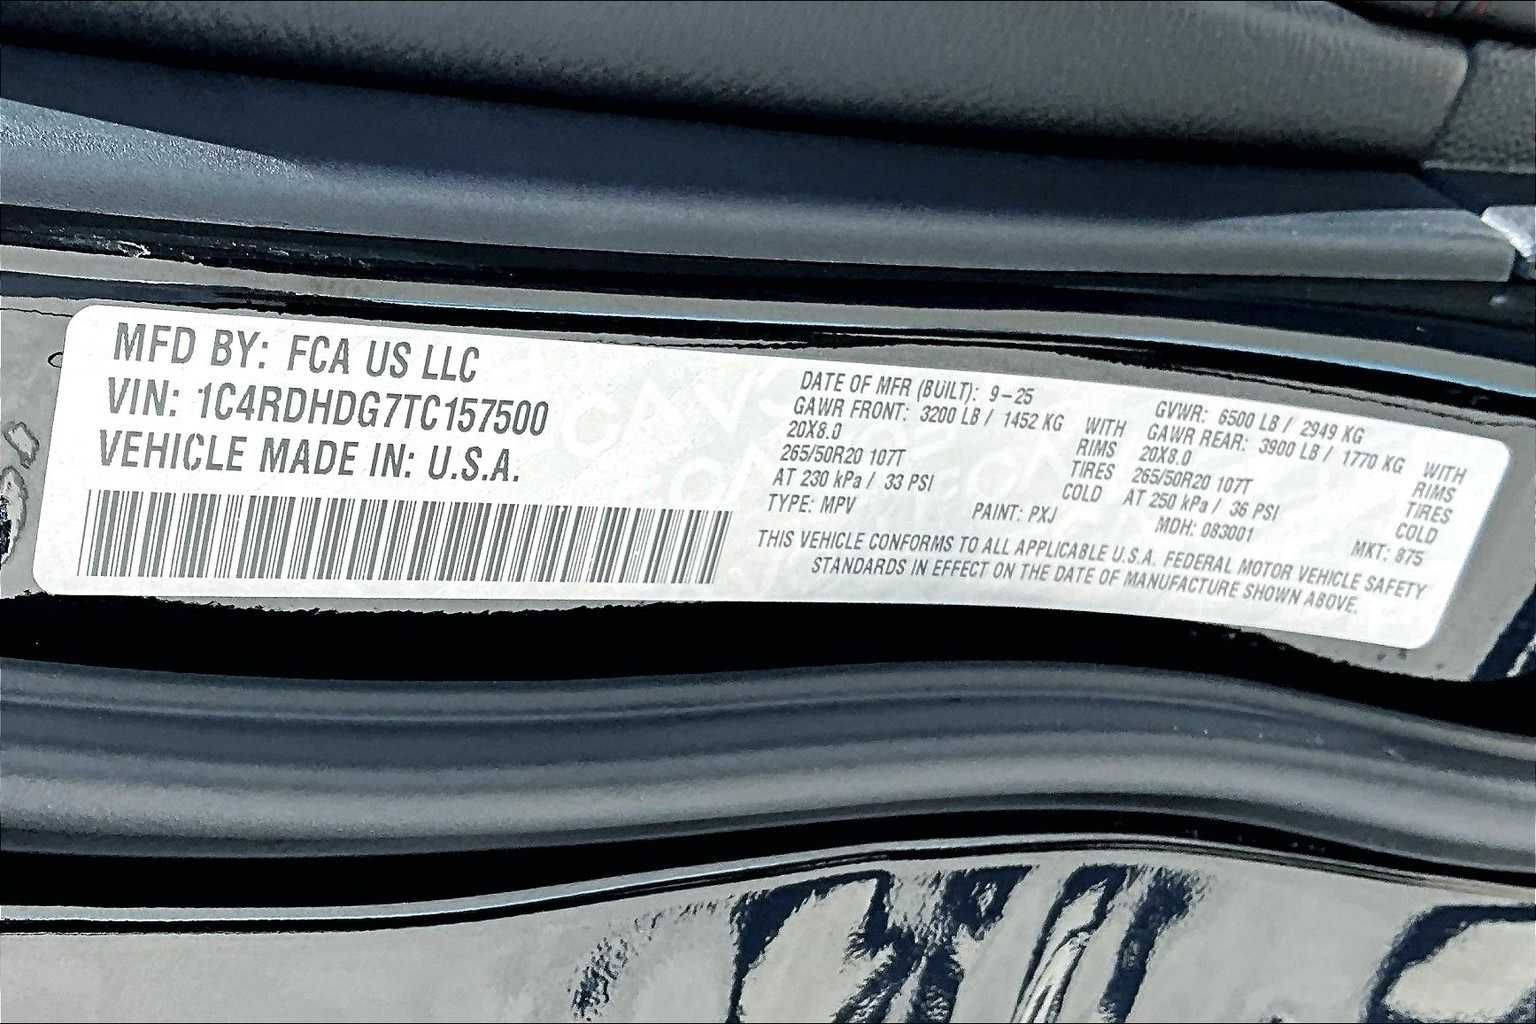 MFD BY: FCA US LLC
VIN: 1C4RDHDG7TC157500
VEHICLE MADE IN: U.S.A.
DATE OF MFR (BUILT): 9-25
GAWR FRONT: 3200 LB / 1452 KG WITH
20X8.0 RIMS
265/50R20 107T TIRES
AT 230 kPa / 33 PSI COLD
TYPE: MPV PAINT: PXJ
GVWR: 6500 LB / 2949 KG
GAWR REAR: 3900 LB / 1770 KG WITH
20X8.0 RIMS
265/50R20 107T TIRES
AT 250 kPa / 36 PSI COLD
MDH: 083001 MKT: 875
THIS VEHICLE CONFORMS TO ALL APPLICABLE U.S.A. FEDERAL MOTOR VEHICLE SAFETY
STANDARDS IN EFFECT ON THE DATE OF MANUFACTURE SHOWN ABOVE.